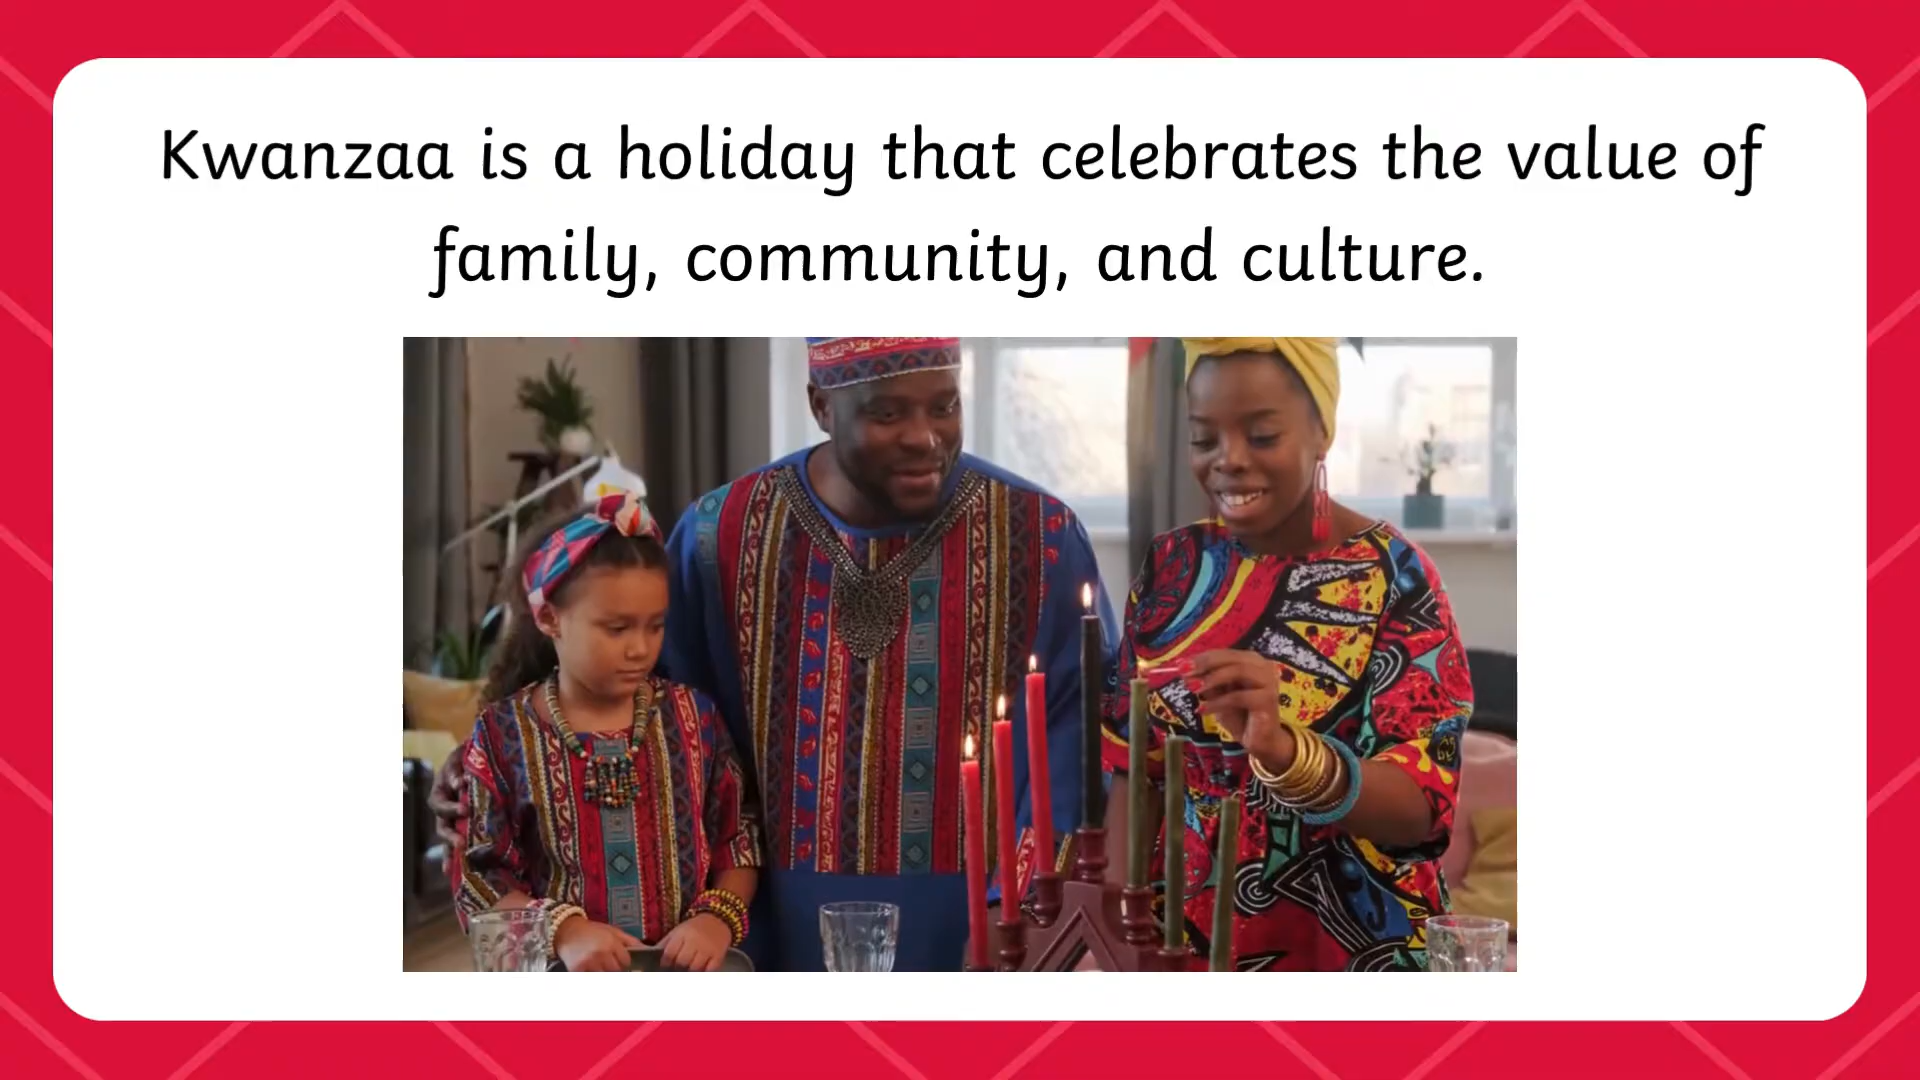 Kwanzaa is a holiday that celebrates the value of
family, community, and culture.